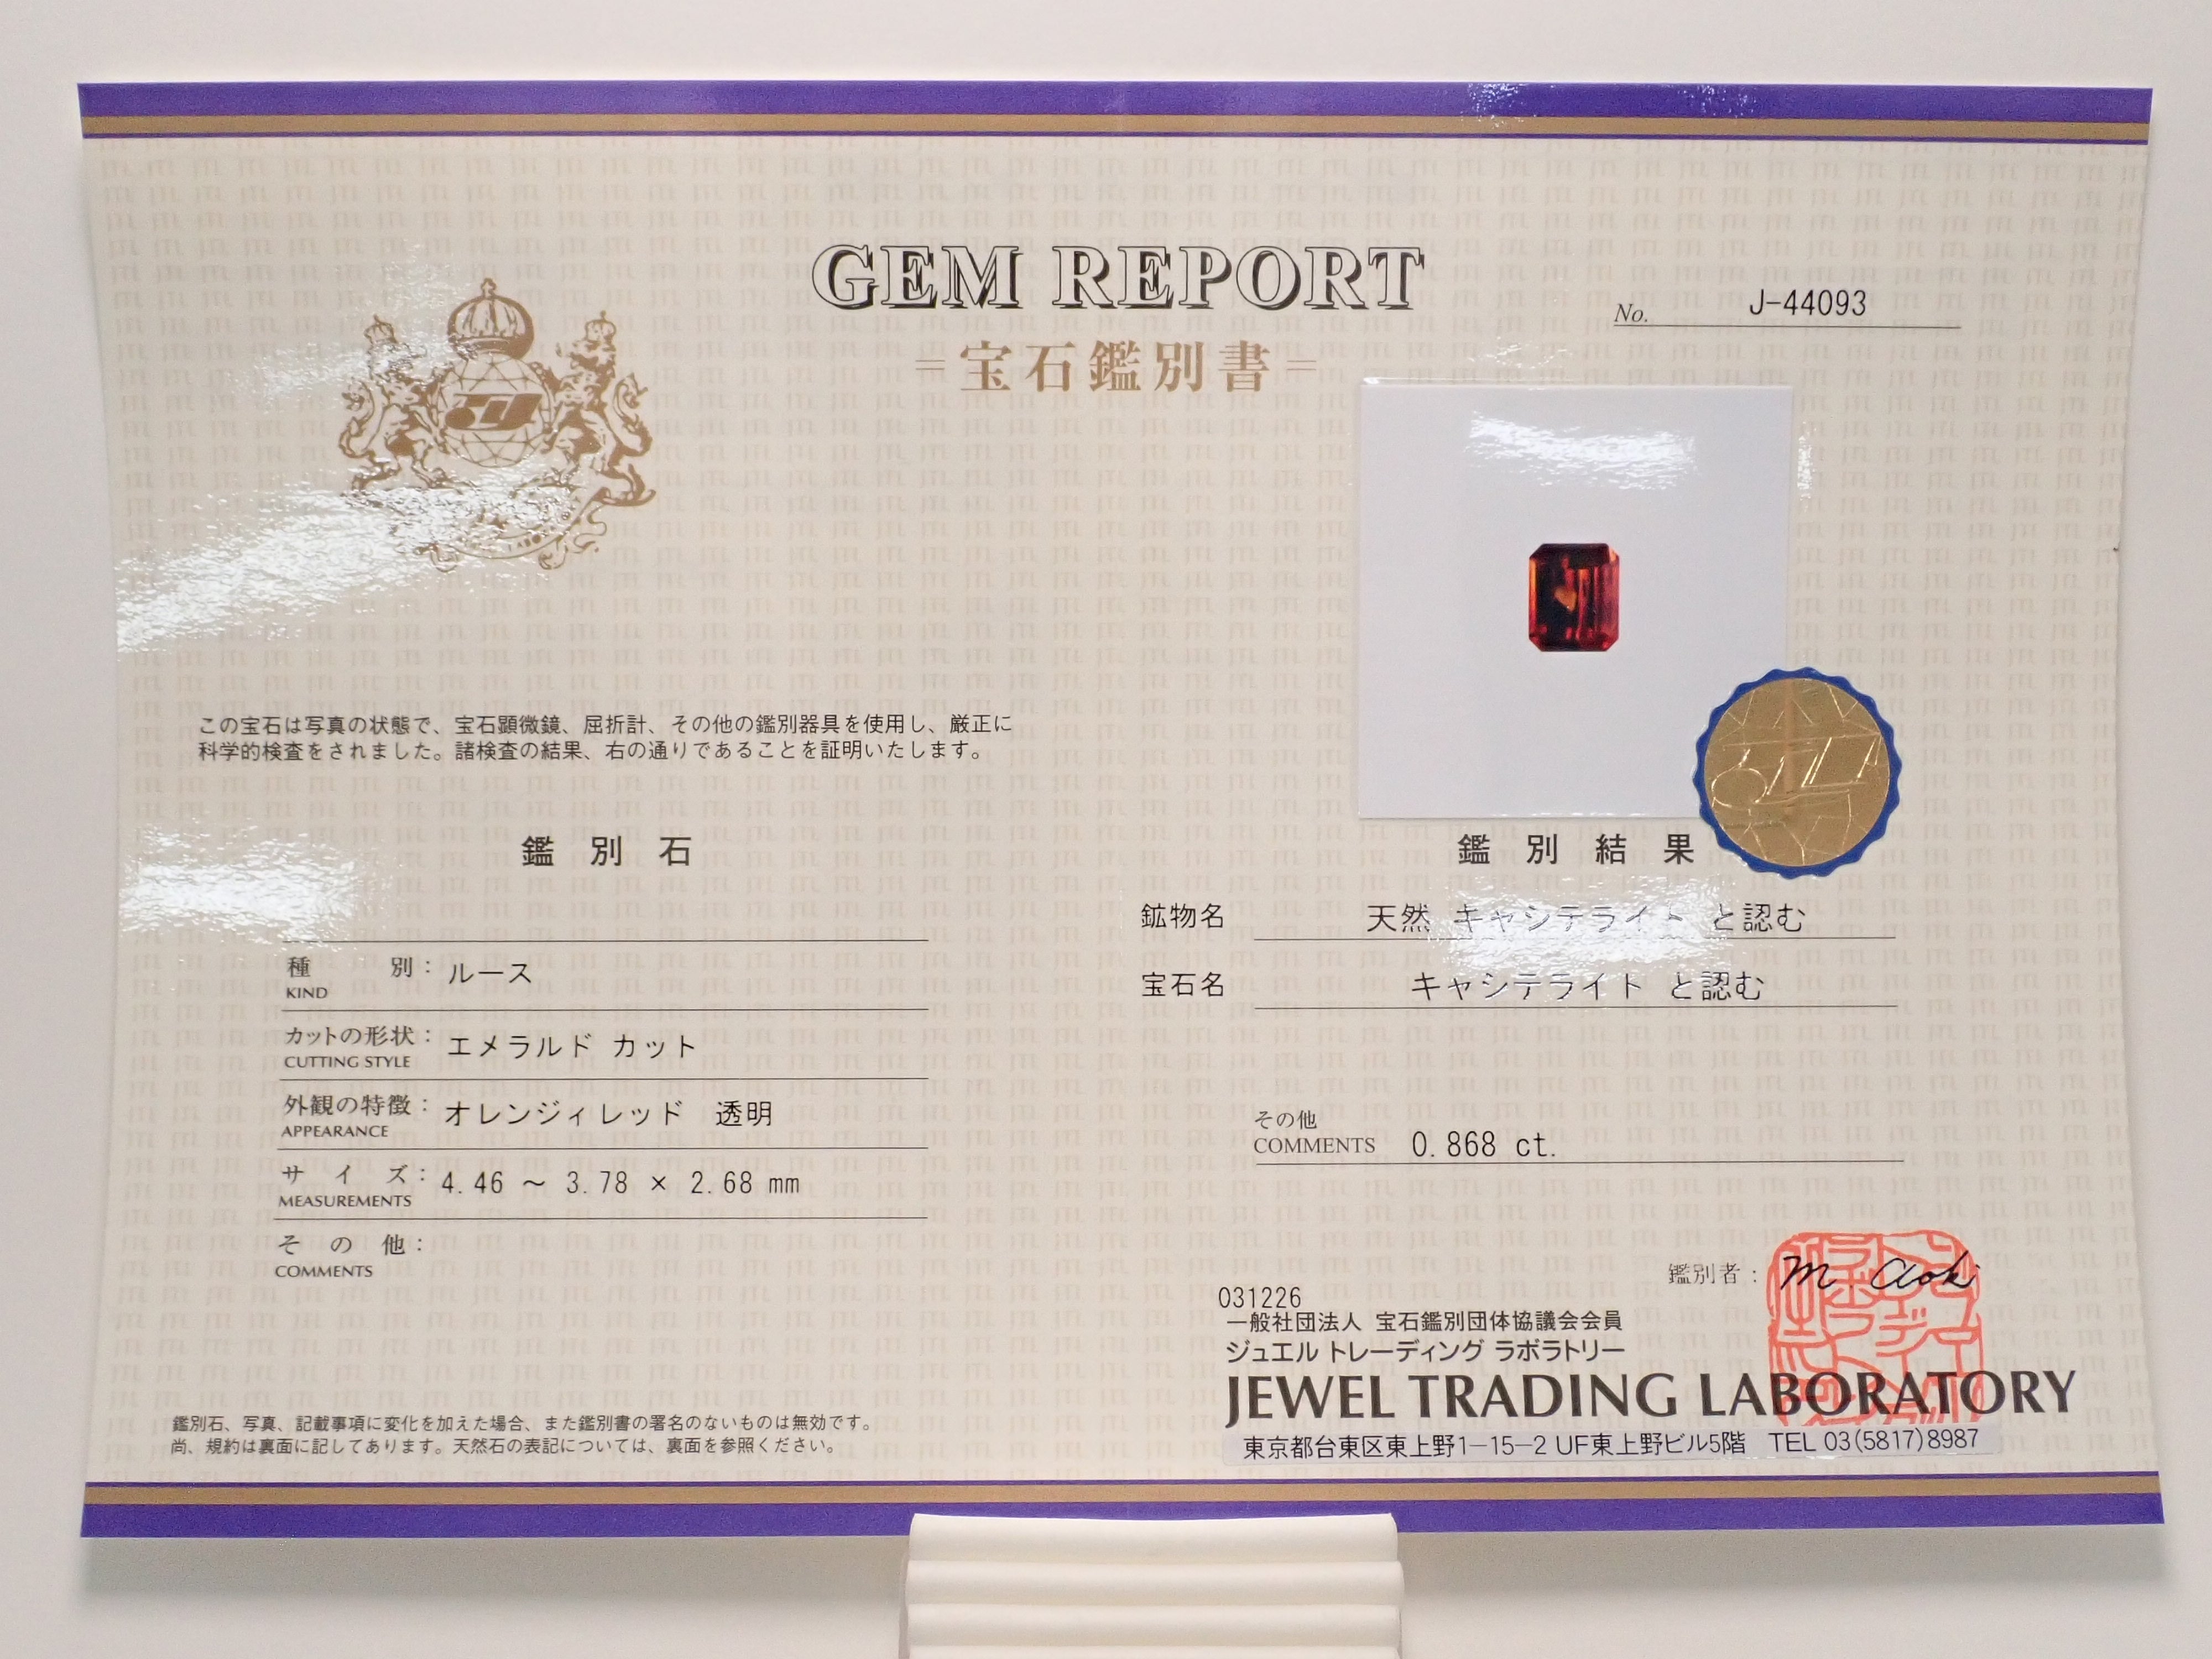 GEM REPORT
=宝石鑑別書=
No. J-44093
この宝石は写真の状態で、宝石顕微鏡、屈折計、その他の鑑別器具を使用し、厳正に
科学的検査をされました。諸検査の結果、右の通りであることを証明いたします。
鑑別石
種別: ルース
KIND
カットの形状: エメラルド カット
CUTTING STYLE
外観の特徴: オレンジィレッド 透明
APPEARANCE
サイズ: 4.46 ～ 3.78 × 2.68 mm
MEASUREMENTS
その他:
COMMENTS
鑑別石、写真、記載事項に変化を加えた場合、また鑑別書の署名のないものは無効です。
尚、規約は裏面に記してあります。天然石の表記については、裏面を参照ください。
鑑別結果
鉱物名 天然 キャシテライト と認む
宝石名 キャシテライト と認む
その他
COMMENTS 0.868 ct.
鑑別者: M. Aoki
031226
一般社団法人 宝石鑑別団体協議会会員
ジュエル トレーディング ラボラトリー
JEWEL TRADING LABORATORY
東京都台東区東上野1-15-2 UF東上野ビル5階 TEL 03(5817)8987